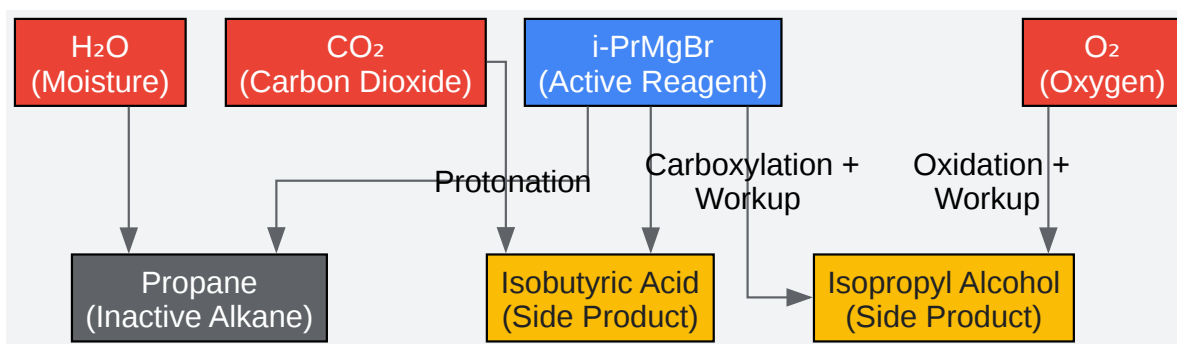 H₂O
(Moisture)
CO₂
(Carbon Dioxide)
i-PrMgBr
(Active Reagent)
O₂
(Oxygen)
Protonation
Carboxylation +
Workup
Oxidation +
Workup
Propane
(Inactive Alkane)
Isobutyric Acid
(Side Product)
Isopropyl Alcohol
(Side Product)